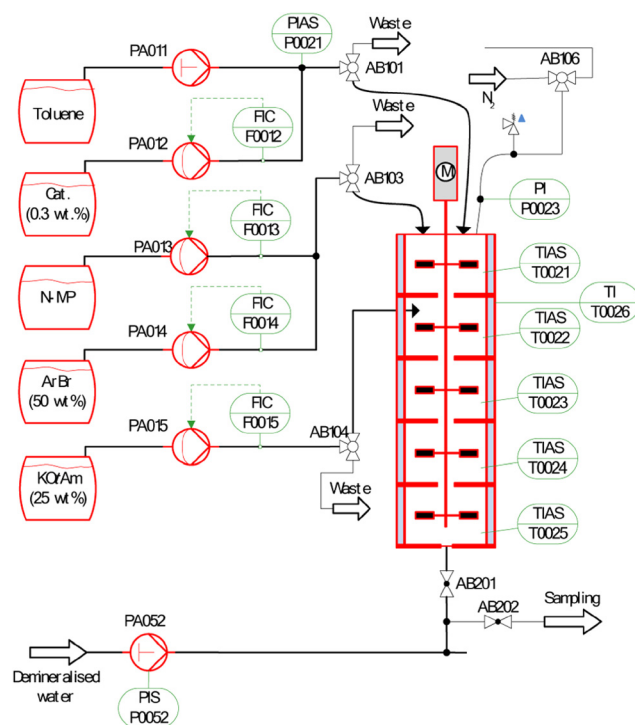 Waste
PIAS
P0021
PA011
AB101
AB106
Toluene
N2
Waste
PA012
FIC
F0012
M
AB103
Cat.
(0.3 wt.%)
PI
P0023
PA013
FIC
F0013
TIAS
T0021
N-MP
TI
T0026
PA014
FIC
F0014
TIAS
T0022
ArBr
(50 wt%)
TIAS
T0023
PA015
FIC
F0015
AB104
KOtAm
(25 wt%)
TIAS
T0024
Waste
TIAS
T0025
AB201
AB202
Sampling
PA052
Demineralised
water
PIS
P0052